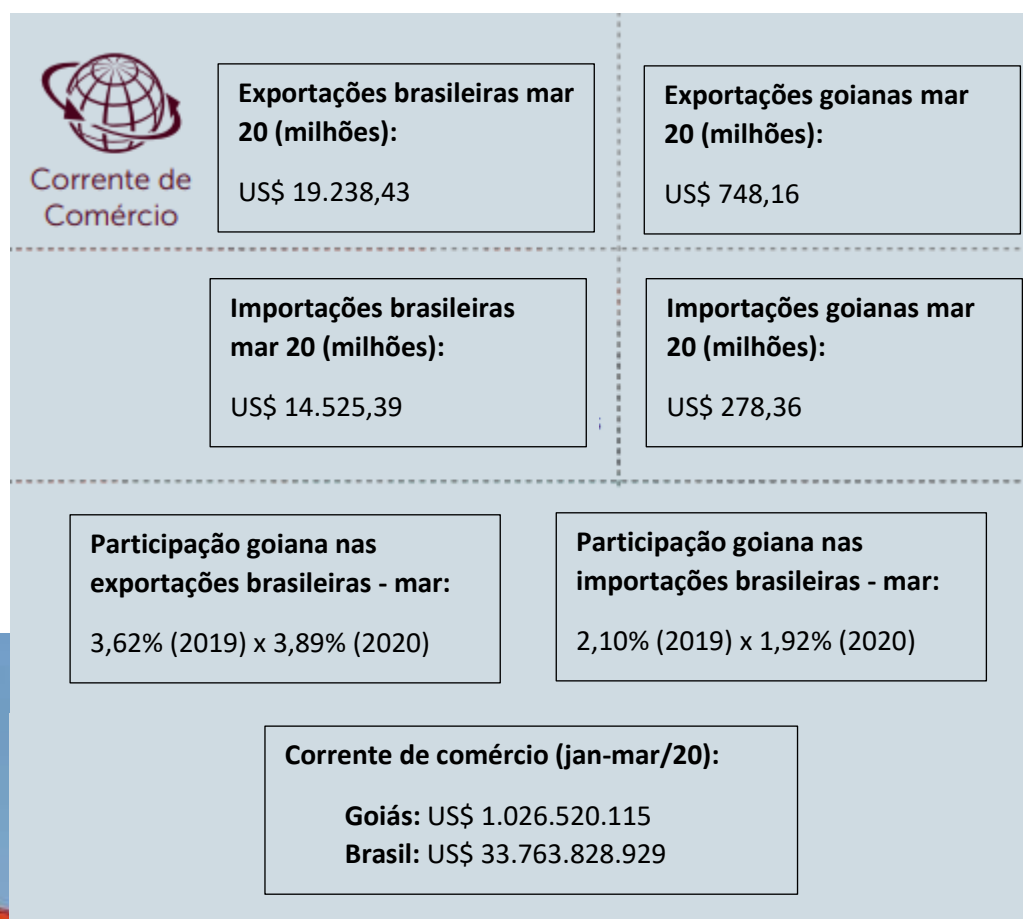 Corrente de
Comércio
Exportações brasileiras mar
20 (milhões):
US$ 19.238,43
Exportações goianas mar
20 (milhões):
US$ 748,16
Importações brasileiras
mar 20 (milhões):
US$ 14.525,39
Importações goianas mar
20 (milhões):
US$ 278,36
Participação goiana nas
exportações brasileiras - mar:
3,62% (2019) x 3,89% (2020)
Participação goiana nas
importações brasileiras - mar:
2,10% (2019) x 1,92% (2020)
Corrente de comércio (jan-mar/20):
Goiás: US$ 1.026.520.115
Brasil: US$ 33.763.828.929